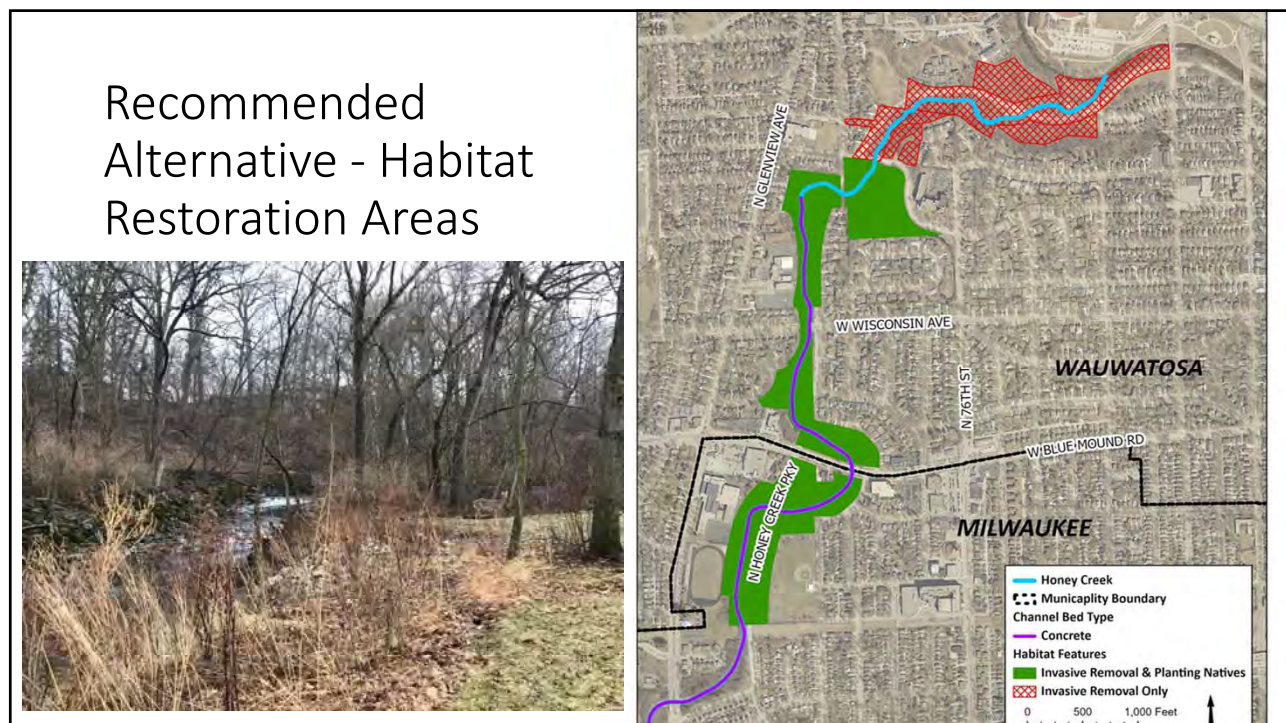 Recommended
Alternative - Habitat
Restoration Areas
N GLENVIEW AVE
W WISCONSIN AVE
WAUWATOSA
N 76TH ST
W BLUE MOUND RD
N HONEY CREEK PKY
MILWAUKEE
Honey Creek
Municaplity Boundary
Channel Bed Type
Concrete
Habitat Features
Invasive Removal & Planting Natives
Invasive Removal Only
0 500 1,000 Feet